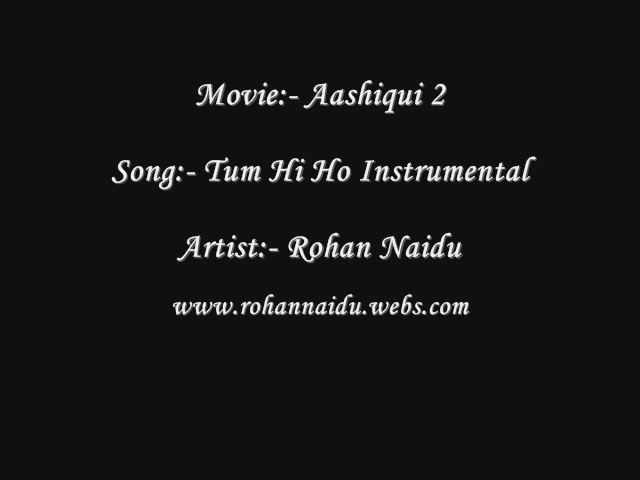 Movie:- Aashiqui 2
Song:- Tum Hi Ho Instrumental
Artist:- Rohan Naidu
www.rohannaidu.webs.com